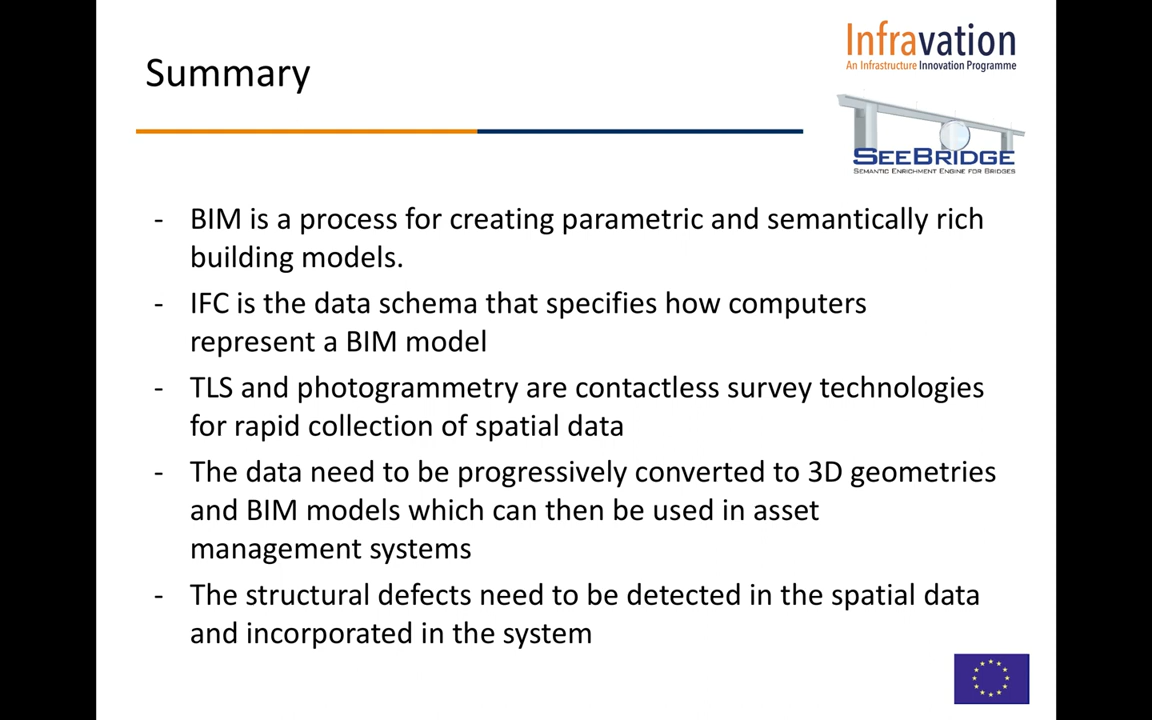 Summary
Infravation
An Infrastructure Innovation Programme
SEEBRIDGE
SEMANTIC ENRICHMENT ENGINE FOR BRIDGES
- BIM is a process for creating parametric and semantically rich
building models.
- IFC is the data schema that specifies how computers
represent a BIM model
- TLS and photogrammetry are contactless survey technologies
for rapid collection of spatial data
- The data need to be progressively converted to 3D geometries
and BIM models which can then be used in asset
management systems
- The structural defects need to be detected in the spatial data
and incorporated in the system